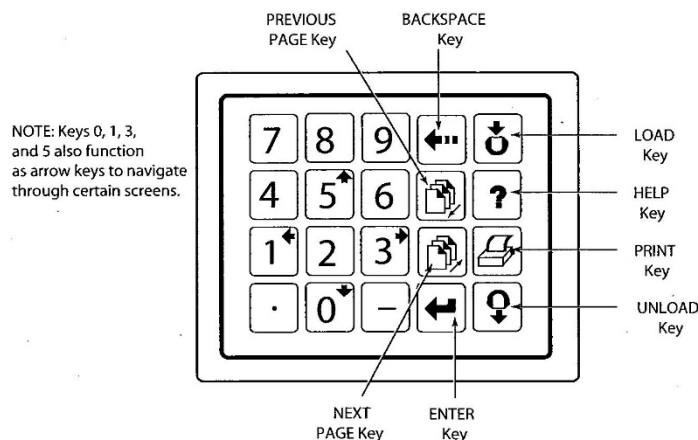 PREVIOUS
PAGE Key
BACKSPACE
Key
NOTE: Keys 0, 1, 3,
and 5 also function
as arrow keys to navigate
through certain screens.
7 8 9
LOAD
Key
4 5 6 ?
HELP
Key
1 2 3
PRINT
Key
. 0 –
UNLOAD
Key
NEXT
PAGE Key
ENTER
Key